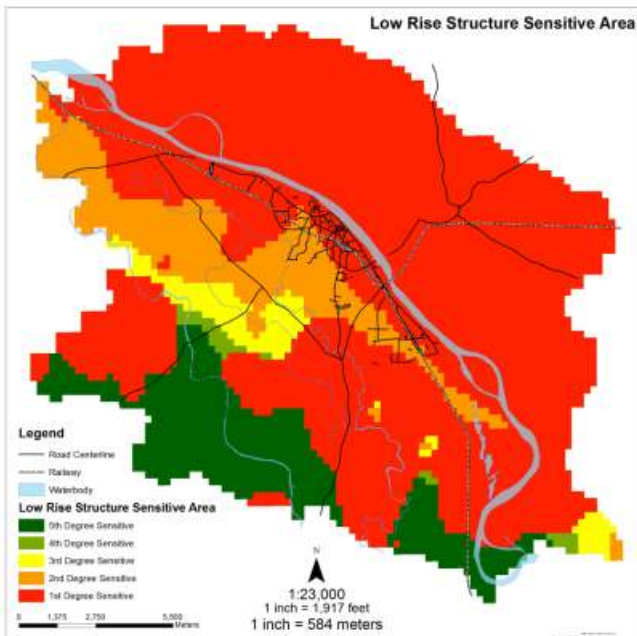 Low Rise Structure Sensitive Area
Legend
Road Centerline
Railway
Waterbody
Low Rise Structure Sensitive Area
5th Degree Sensitive
4th Degree Sensitive
3rd Degree Sensitive
2nd Degree Sensitive
1st Degree Sensitive
0 1,375 2,750 5,500
Meters
N
1:23,000
1 inch = 1,917 feet
1 inch = 584 meters